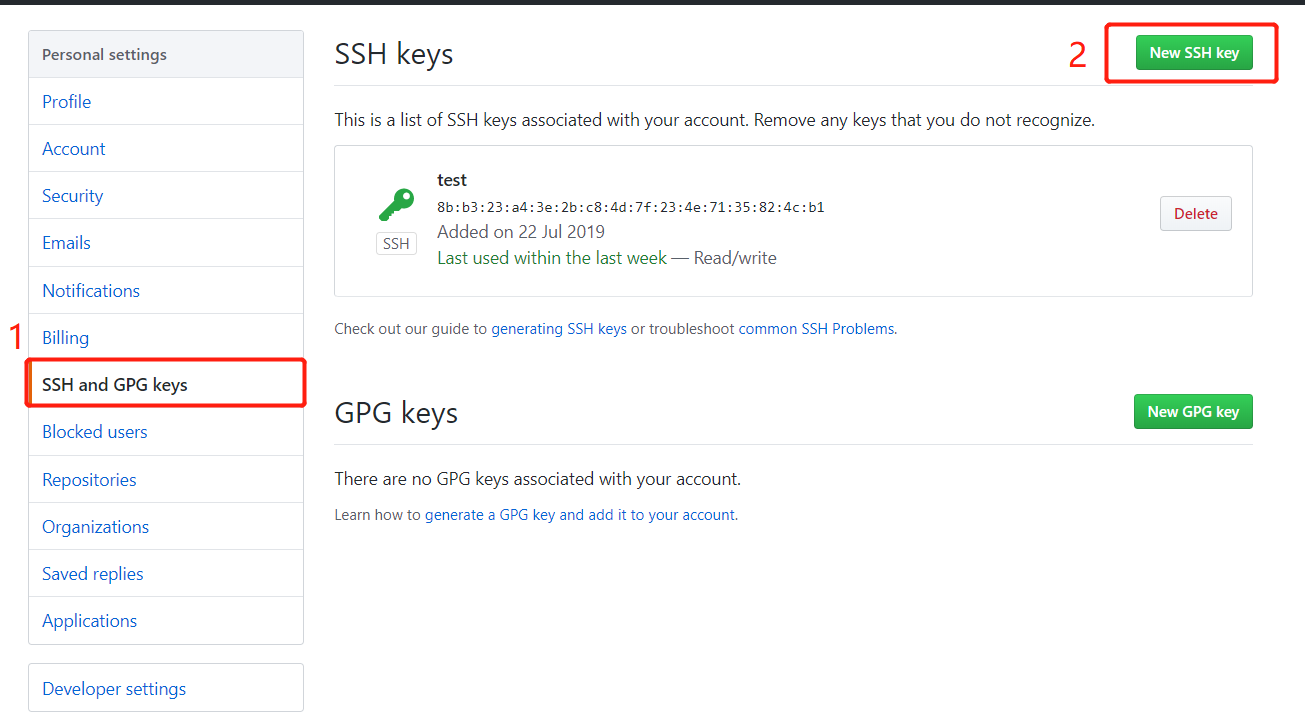 Personal settings
Profile
Account
Security
Emails
Notifications
1
Billing
SSH and GPG keys
Blocked users
Repositories
Organizations
Saved replies
Applications
Developer settings
SSH keys
2
New SSH key
This is a list of SSH keys associated with your account. Remove any keys that you do not recognize.
test
8b:b3:23:a4:3e:2b:c8:4d:7f:23:4e:71:35:82:4c:b1
Added on 22 Jul 2019
Last used within the last week — Read/write
SSH
Delete
Check out our guide to generating SSH keys or troubleshoot common SSH Problems.
GPG keys
New GPG key
There are no GPG keys associated with your account.
Learn how to generate a GPG key and add it to your account.